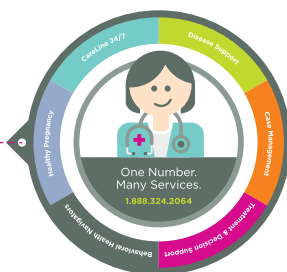 CareLine 24/7
Disease Support
Case Management
Treatment & Decision Support
Behavioral Health Navigators
Healthy Pregnancy
One Number.
Many Services.
1.888.324.2064